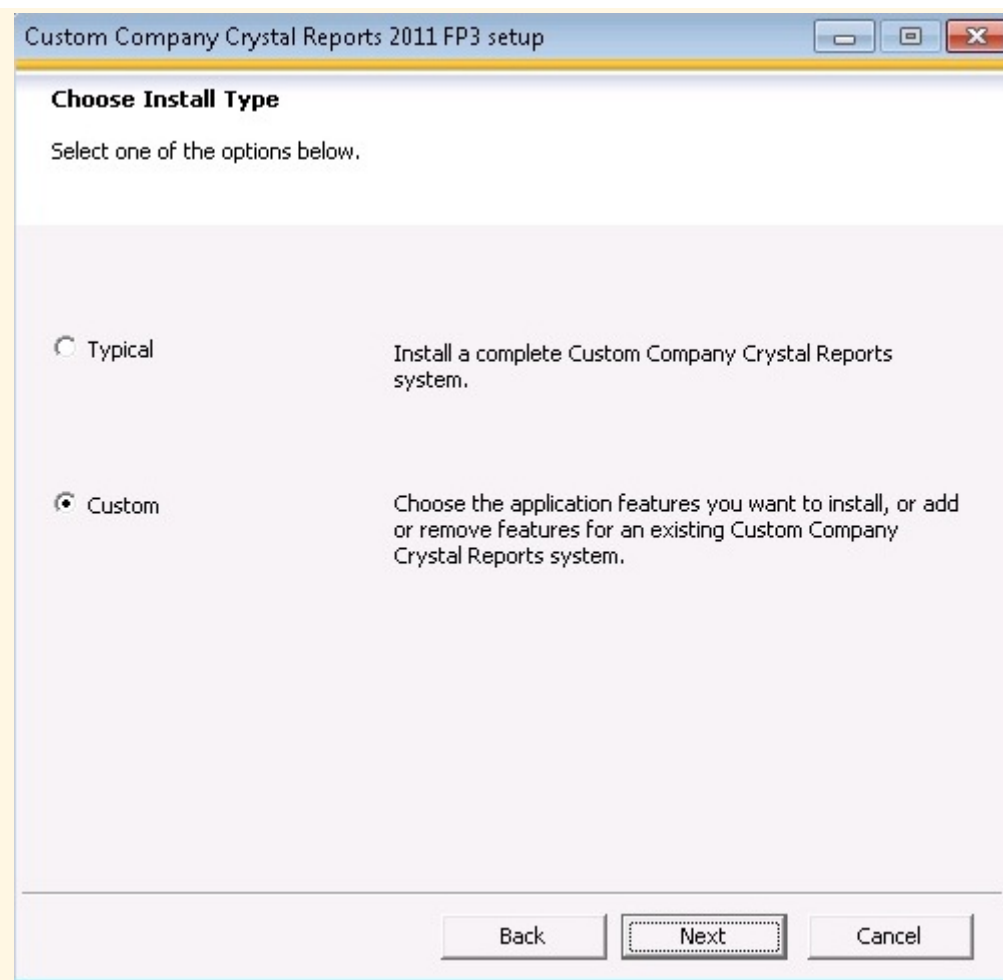 Custom Company Crystal Reports 2011 FP3 setup
Choose Install Type
Select one of the options below.
Typical
Install a complete Custom Company Crystal Reports
system.
Custom
Choose the application features you want to install, or add
or remove features for an existing Custom Company
Crystal Reports system.
Back
Next
Cancel